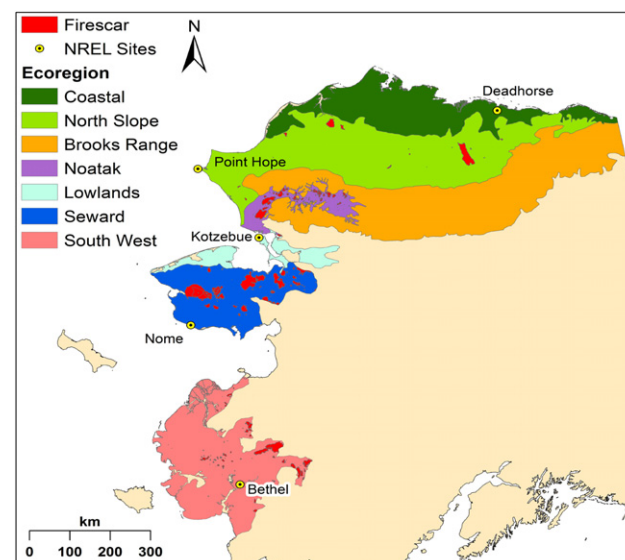 Firescar
NREL Sites
Ecoregion
Coastal
North Slope
Brooks Range
Noatak
Lowlands
Seward
South West
N
Deadhorse
Point Hope
Kotzebue
Nome
Bethel
km
0 100 200 300